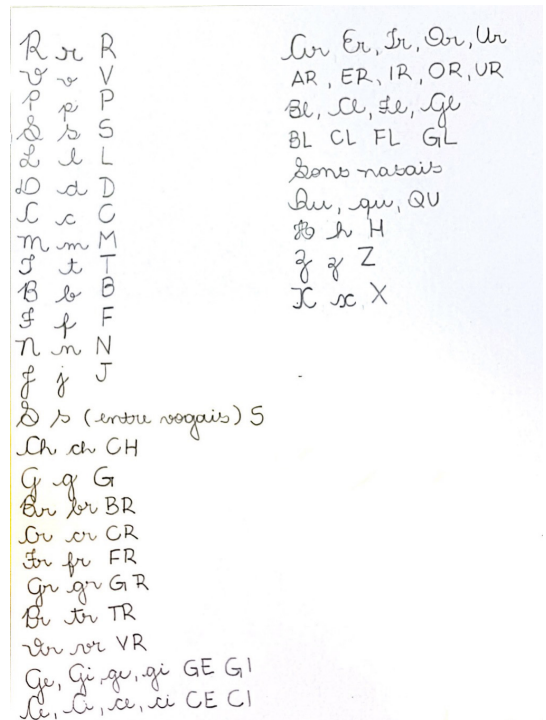 R r R
V v V
P p P
S s S
L l L
D d D
C c C
M m M
T t T
B b B
F f F
N n N
J j J
S s (entre vogais) S
Ch ch CH
G g G
Br br BR
Cr cr CR
Fr fr FR
Gr gr GR
Tr tr TR
Vr vr VR
Ge, Gi, ge, gi GE GI
Ce, Ci, ce, ci CE CI
Ar Er, Ir, Or, Ur
AR, ER, IR, OR, UR
Bl, Cl, Fl, Gl
BL CL FL GL
Sons nasais
Qu, qu, QU
H h H
Z z Z
X x X